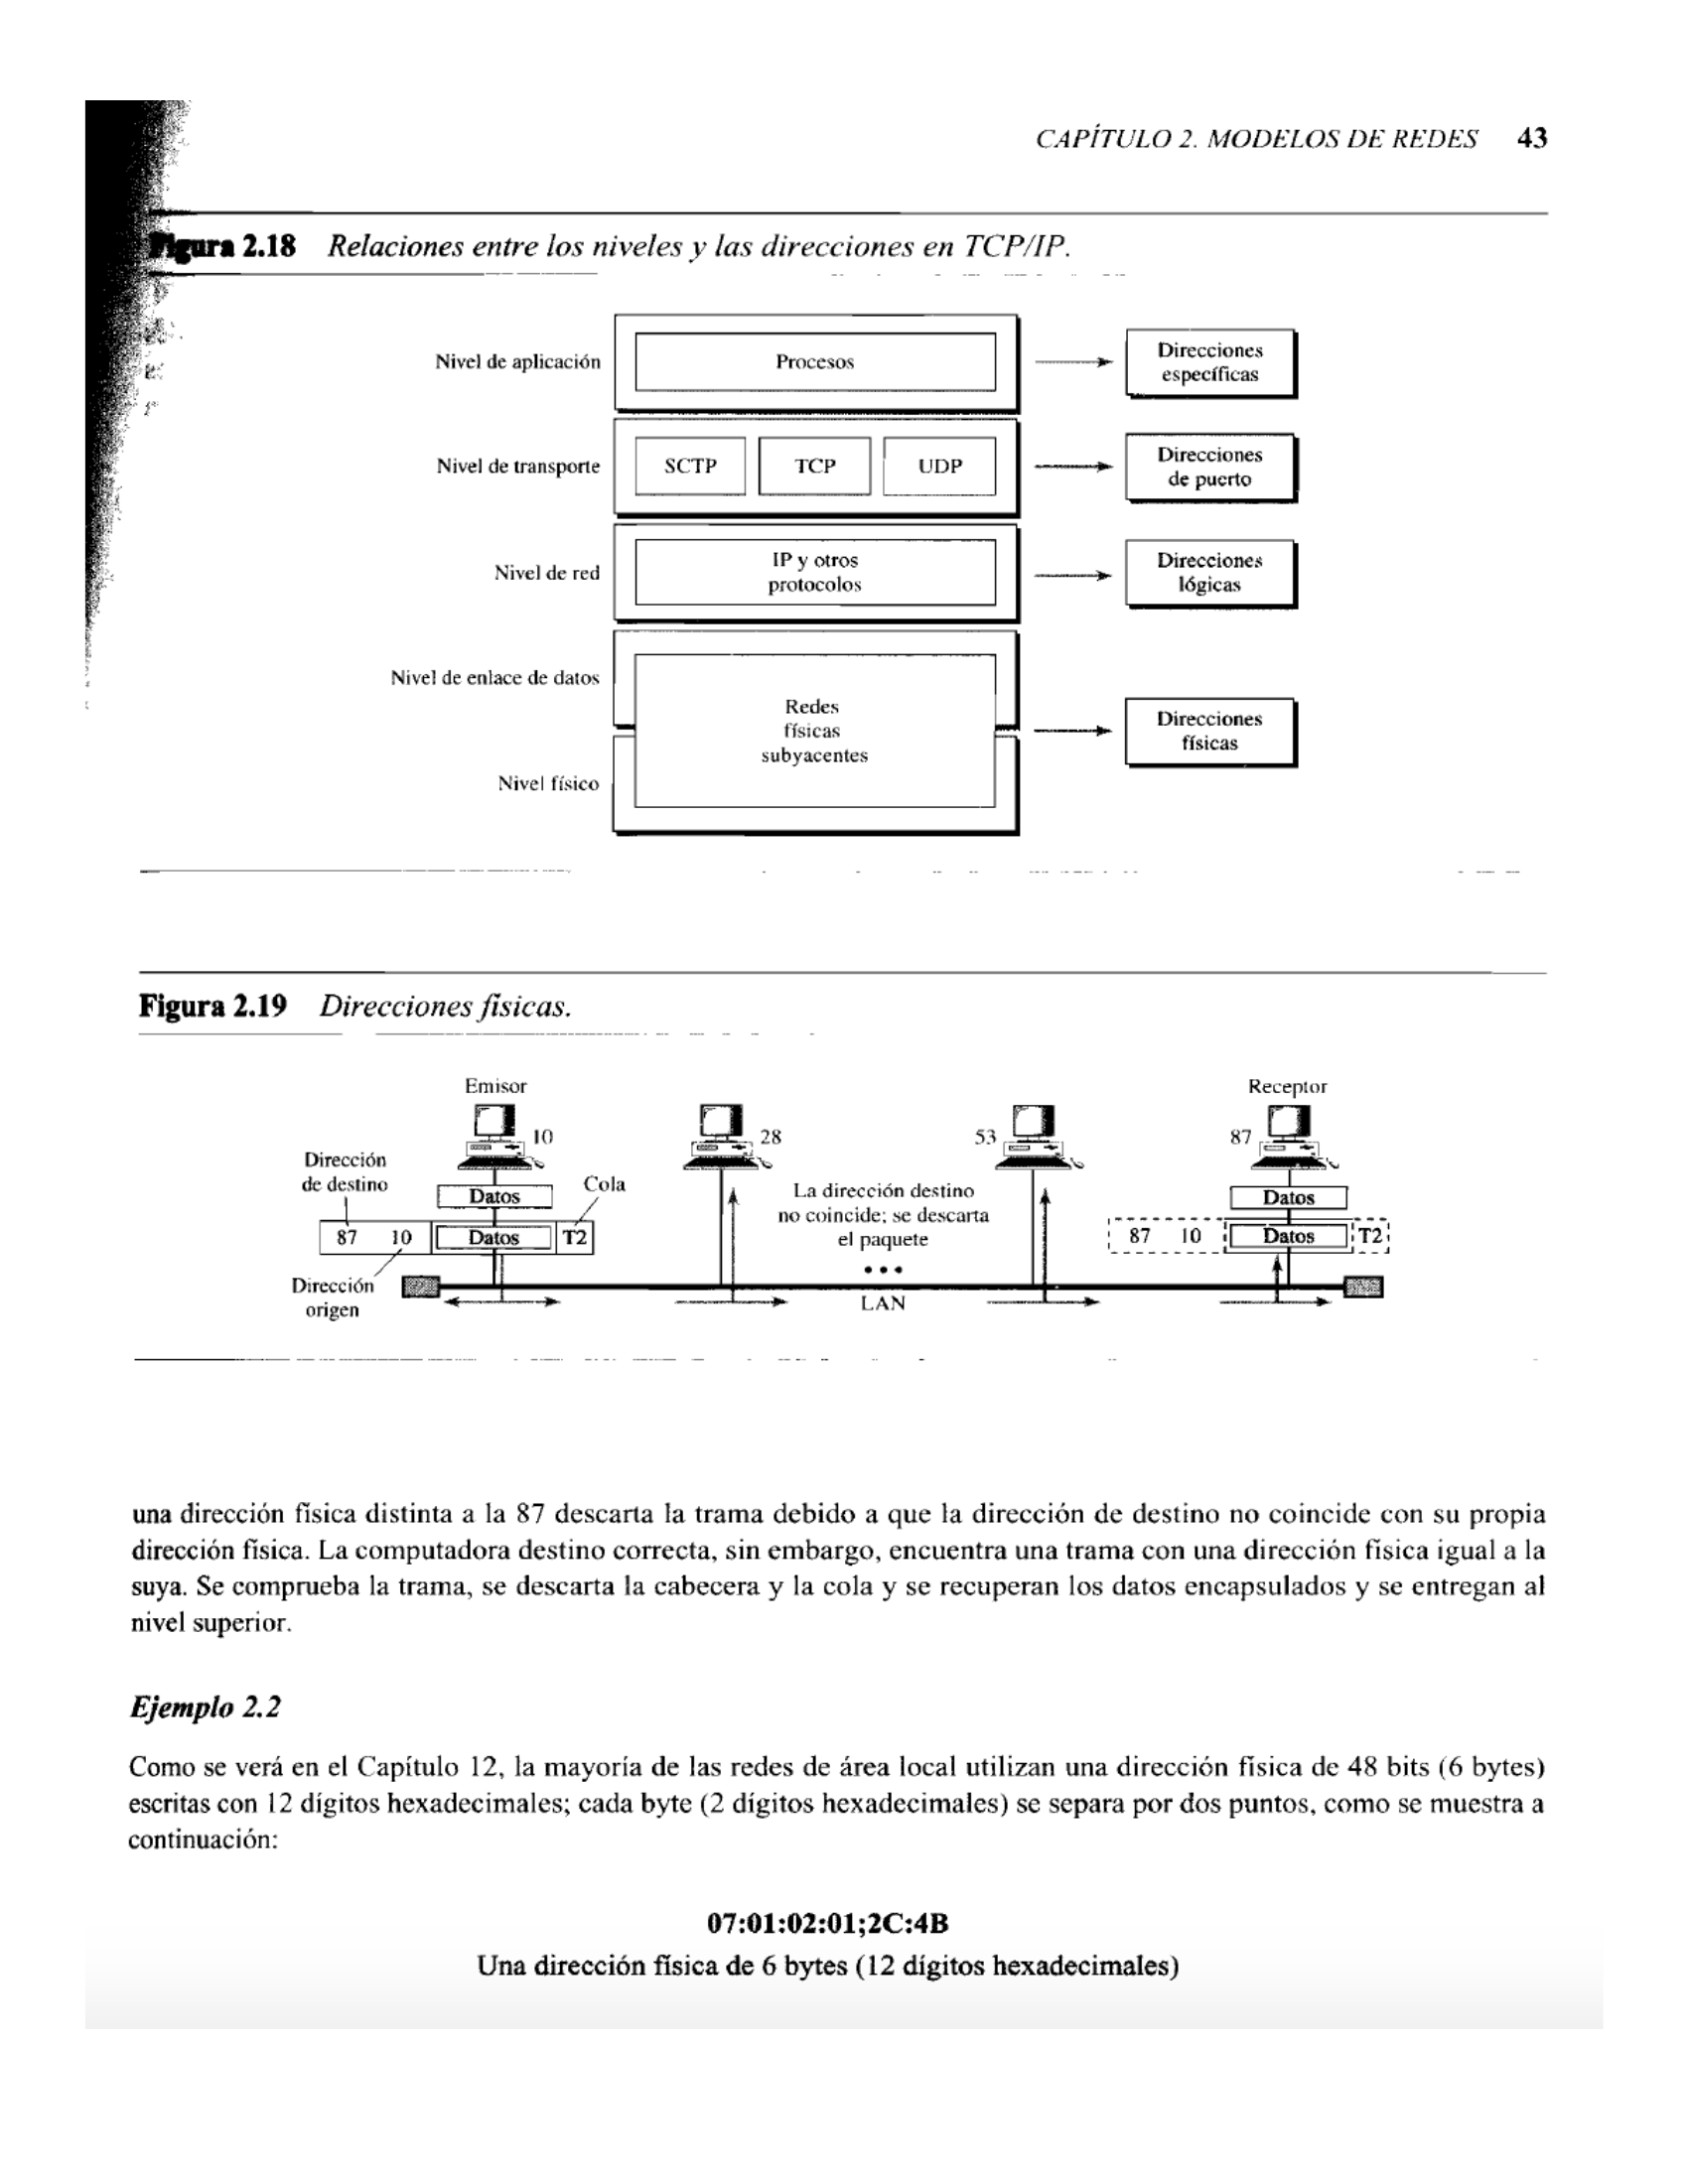 CAPÍTULO 2. MODELOS DE REDES 43
Figura 2.18 Relaciones entre los niveles y las direcciones en TCP/IP.
Nivel de aplicación
Procesos
Direcciones
específicas
Nivel de transporte
SCTP
TCP
UDP
Direcciones
de puerto
Nivel de red
IP y otros
protocolos
Direcciones
lógicas
Nivel de enlace de datos
Redes
físicas
subyacentes
Direcciones
físicas
Nivel físico
Figura 2.19 Direcciones físicas.
Emisor
Receptor
10
28
53
87
Dirección
de destino
Datos
Cola
La dirección destino
no coincide; se descarta
el paquete
Datos
87 10 Datos T2
87 10 Datos T2
Dirección
origen
LAN
una dirección física distinta a la 87 descarta la trama debido a que la dirección de destino no coincide con su propia
dirección física. La computadora destino correcta, sin embargo, encuentra una trama con una dirección física igual a la
suya. Se comprueba la trama, se descarta la cabecera y la cola y se recuperan los datos encapsulados y se entregan al
nivel superior.
Ejemplo 2.2
Como se verá en el Capítulo 12, la mayoría de las redes de área local utilizan una dirección física de 48 bits (6 bytes)
escritas con 12 dígitos hexadecimales; cada byte (2 dígitos hexadecimales) se separa por dos puntos, como se muestra a
continuación:
07:01:02:01;2C:4B
Una dirección física de 6 bytes (12 dígitos hexadecimales)